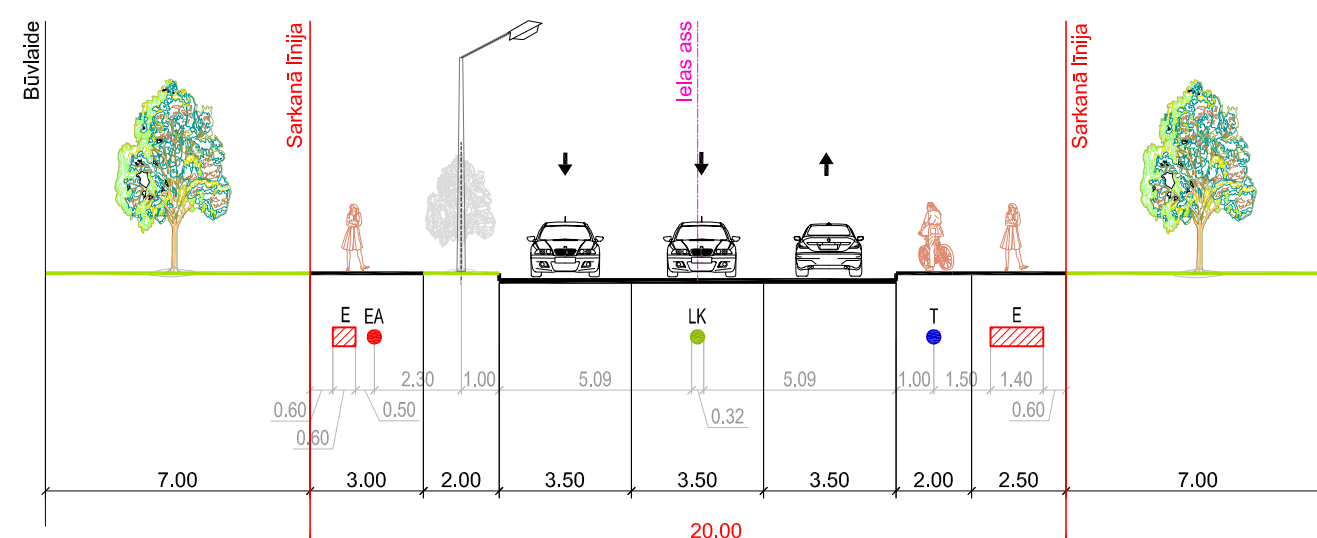 Būvlaide
Sarkanā līnija
Ielas ass
Sarkanā līnija
E EA LK T E
2.30 1.00 5.09 5.09 1.00 1.50 1.40
0.60 0.50 0.32 0.60
0.60
7.00 3.00 2.00 3.50 3.50 3.50 2.00 2.50 7.00
20.00